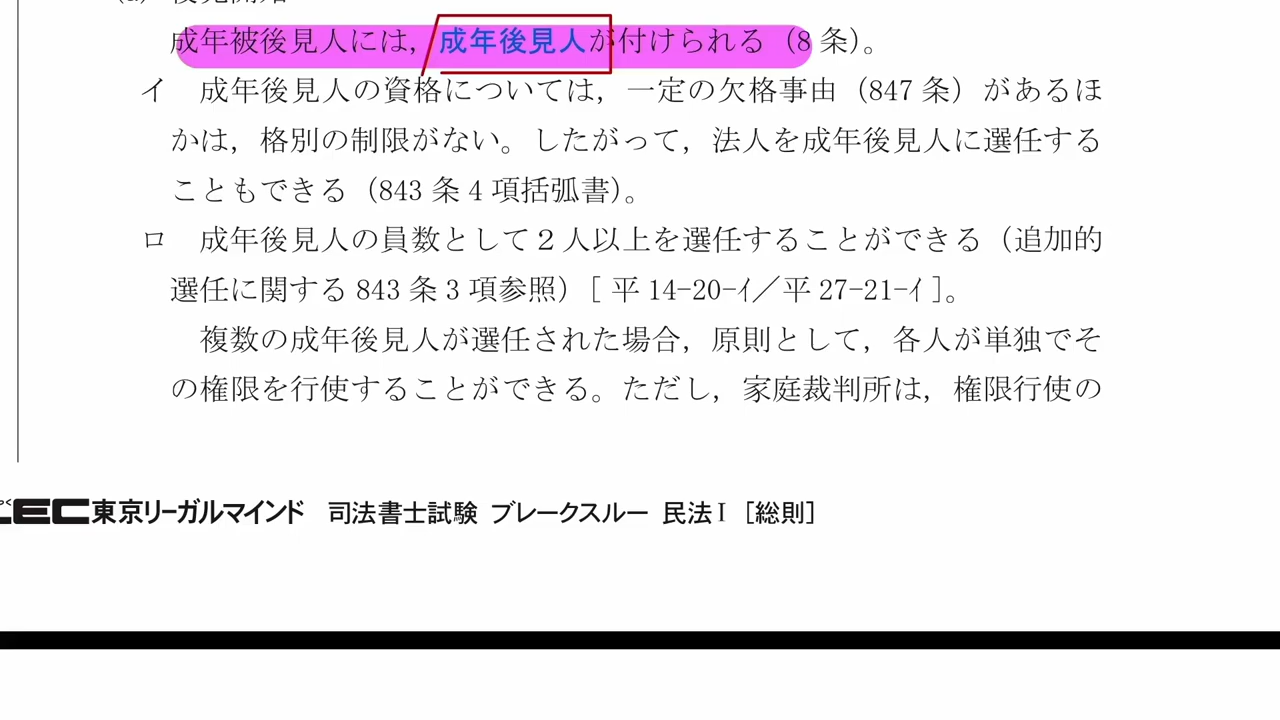 成年被後見人には，成年後見人が付けられる（8 条）。
イ　成年後見人の資格については，一定の欠格事由（847 条）があるほ
かは，格別の制限がない。したがって，法人を成年後見人に選任する
こともできる（843 条 4 項括弧書）。
ロ　成年後見人の員数として２人以上を選任することができる（追加的
選任に関する 843 条 3 項参照）[ 平 14−20−ｲ／平 27−21−ｲ ]。
複数の成年後見人が選任された場合，原則として，各人が単独でそ
の権限を行使することができる。ただし，家庭裁判所は，権限行使の
LEC東京リーガルマインド　司法書士試験 ブレークスルー 民法Ⅰ［総則］